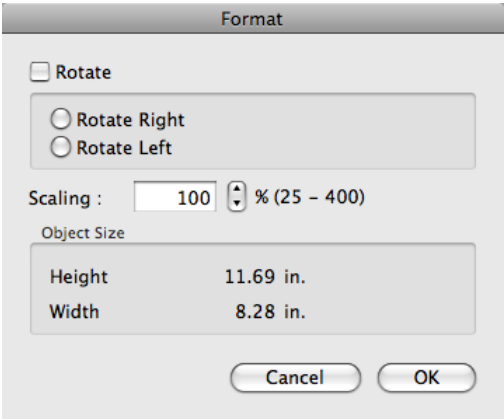 Format
Rotate
Rotate Right
Rotate Left
Scaling : 100 % (25 – 400)
Object Size
Height 11.69 in.
Width 8.28 in.
Cancel OK